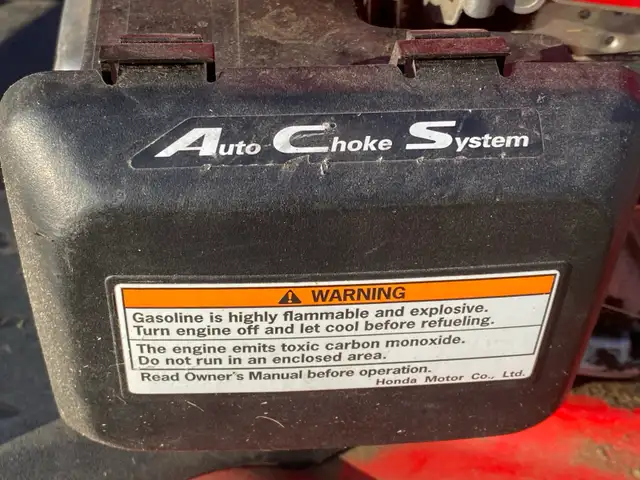 Auto Choke System
WARNING
Gasoline is highly flammable and explosive.
Turn engine off and let cool before refueling.
The engine emits toxic carbon monoxide.
Do not run in an enclosed area.
Read Owner's Manual before operation.
Honda Motor Co., Ltd.